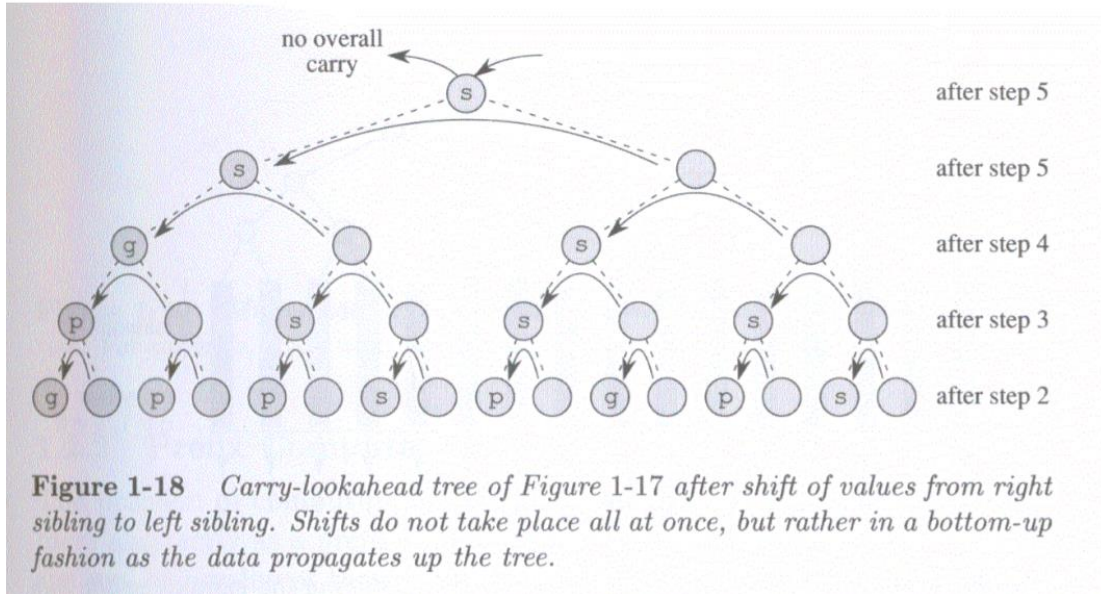 no overall
carry
s after step 5
s after step 5
g s after step 4
p s s s after step 3
g p p s p g p s after step 2
Figure 1-18 Carry-lookahead tree of Figure 1-17 after shift of values from right
sibling to left sibling. Shifts do not take place all at once, but rather in a bottom-up
fashion as the data propagates up the tree.